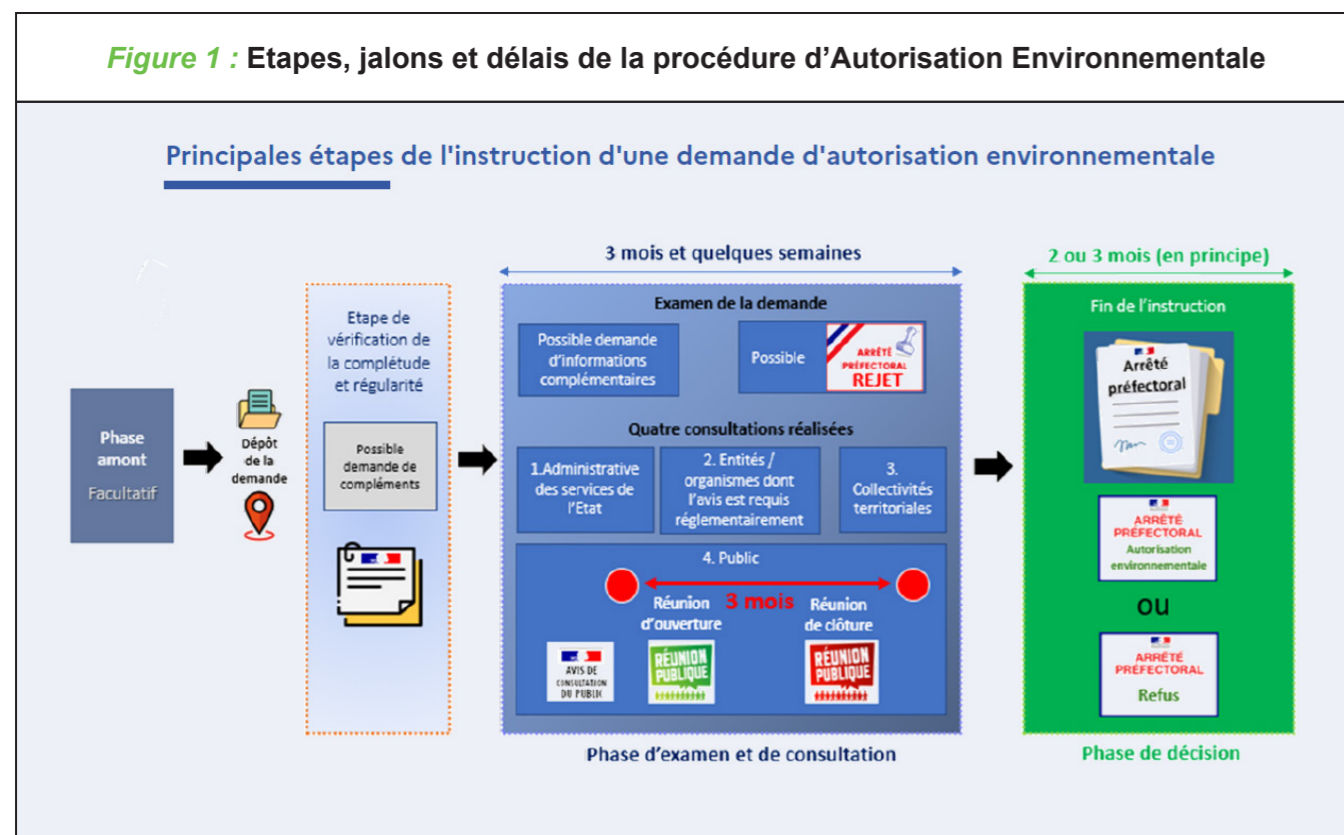 Figure 1 : Etapes, jalons et délais de la procédure d’Autorisation Environnementale
Principales étapes de l'instruction d'une demande d'autorisation environnementale
Phase
amont
Facultatif
Dépôt
de la
demande
Etape de
vérification de
la complétude
et régularité
Possible
demande de
compléments
3 mois et quelques semaines
Examen de la demande
Possible demande
d’informations
complémentaires
Possible
ARRÊTÉ
PRÉFECTORAL
REJET
Quatre consultations réalisées
1.Administrative
des services de
l’Etat
2. Entités /
organismes dont
l’avis est requis
réglementairement
3.
Collectivités
territoriales
4. Public
3 mois
Réunion
d’ouverture
Réunion
de clôture
AVIS DE
CONSULTATION
DU PUBLIC
RÉUNION
PUBLIQUE
RÉUNION
PUBLIQUE
Phase d’examen et de consultation
2 ou 3 mois (en principe)
Fin de l’instruction
Arrêté
préfectoral
ARRÊTÉ
PRÉFECTORAL
Autorisation
environnementale
ou
ARRÊTÉ
PRÉFECTORAL
Refus
Phase de décision